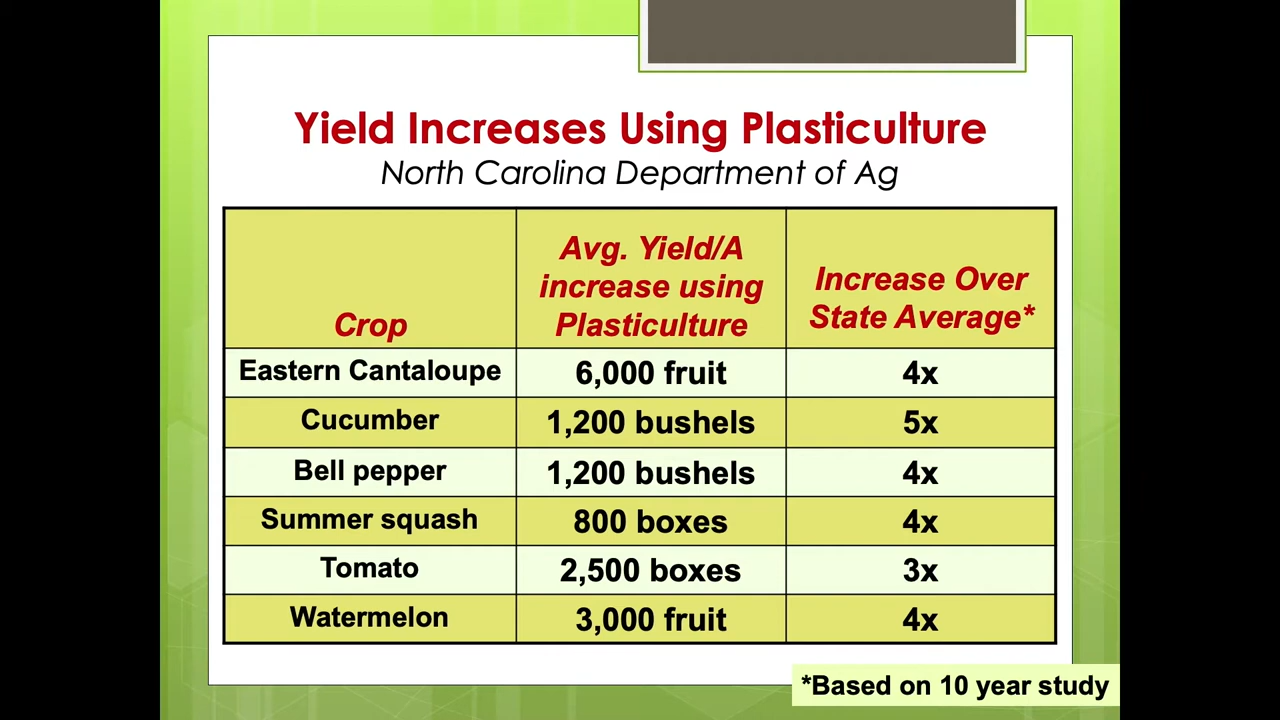 Yield Increases Using Plasticulture
North Carolina Department of Ag
Crop
Avg. Yield/A
increase using
Plasticulture
Increase Over
State Average*
Eastern Cantaloupe
6,000 fruit
4x
Cucumber
1,200 bushels
5x
Bell pepper
1,200 bushels
4x
Summer squash
800 boxes
4x
Tomato
2,500 boxes
3x
Watermelon
3,000 fruit
4x
*Based on 10 year study